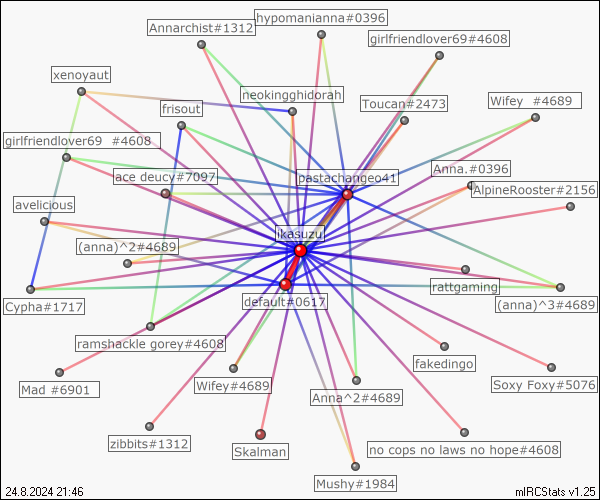 hypomanianna#0396
Annarchist#1312
girlfriendlover69#4608
xenoyaut
neokingghidorah
frisout
Toucan#2473
Wifey  #4689
girlfriendlover69  #4608
ace deucy#7097
pastachangeo41
Anna.#0396
AlpineRooster#2156
avelicious
ikasuzu
(anna)^2#4689
rattgaming
Cypha#1717
default#0617
(anna)^3#4689
ramshackle gorey#4608
fakedingo
Mad #6901
Wifey#4689
Anna^2#4689
Soxy Foxy#5076
zibbits#1312
Skalman
no cops no laws no hope#4608
Mushy#1984
24.8.2024 21:46
mIRCStats v1.25